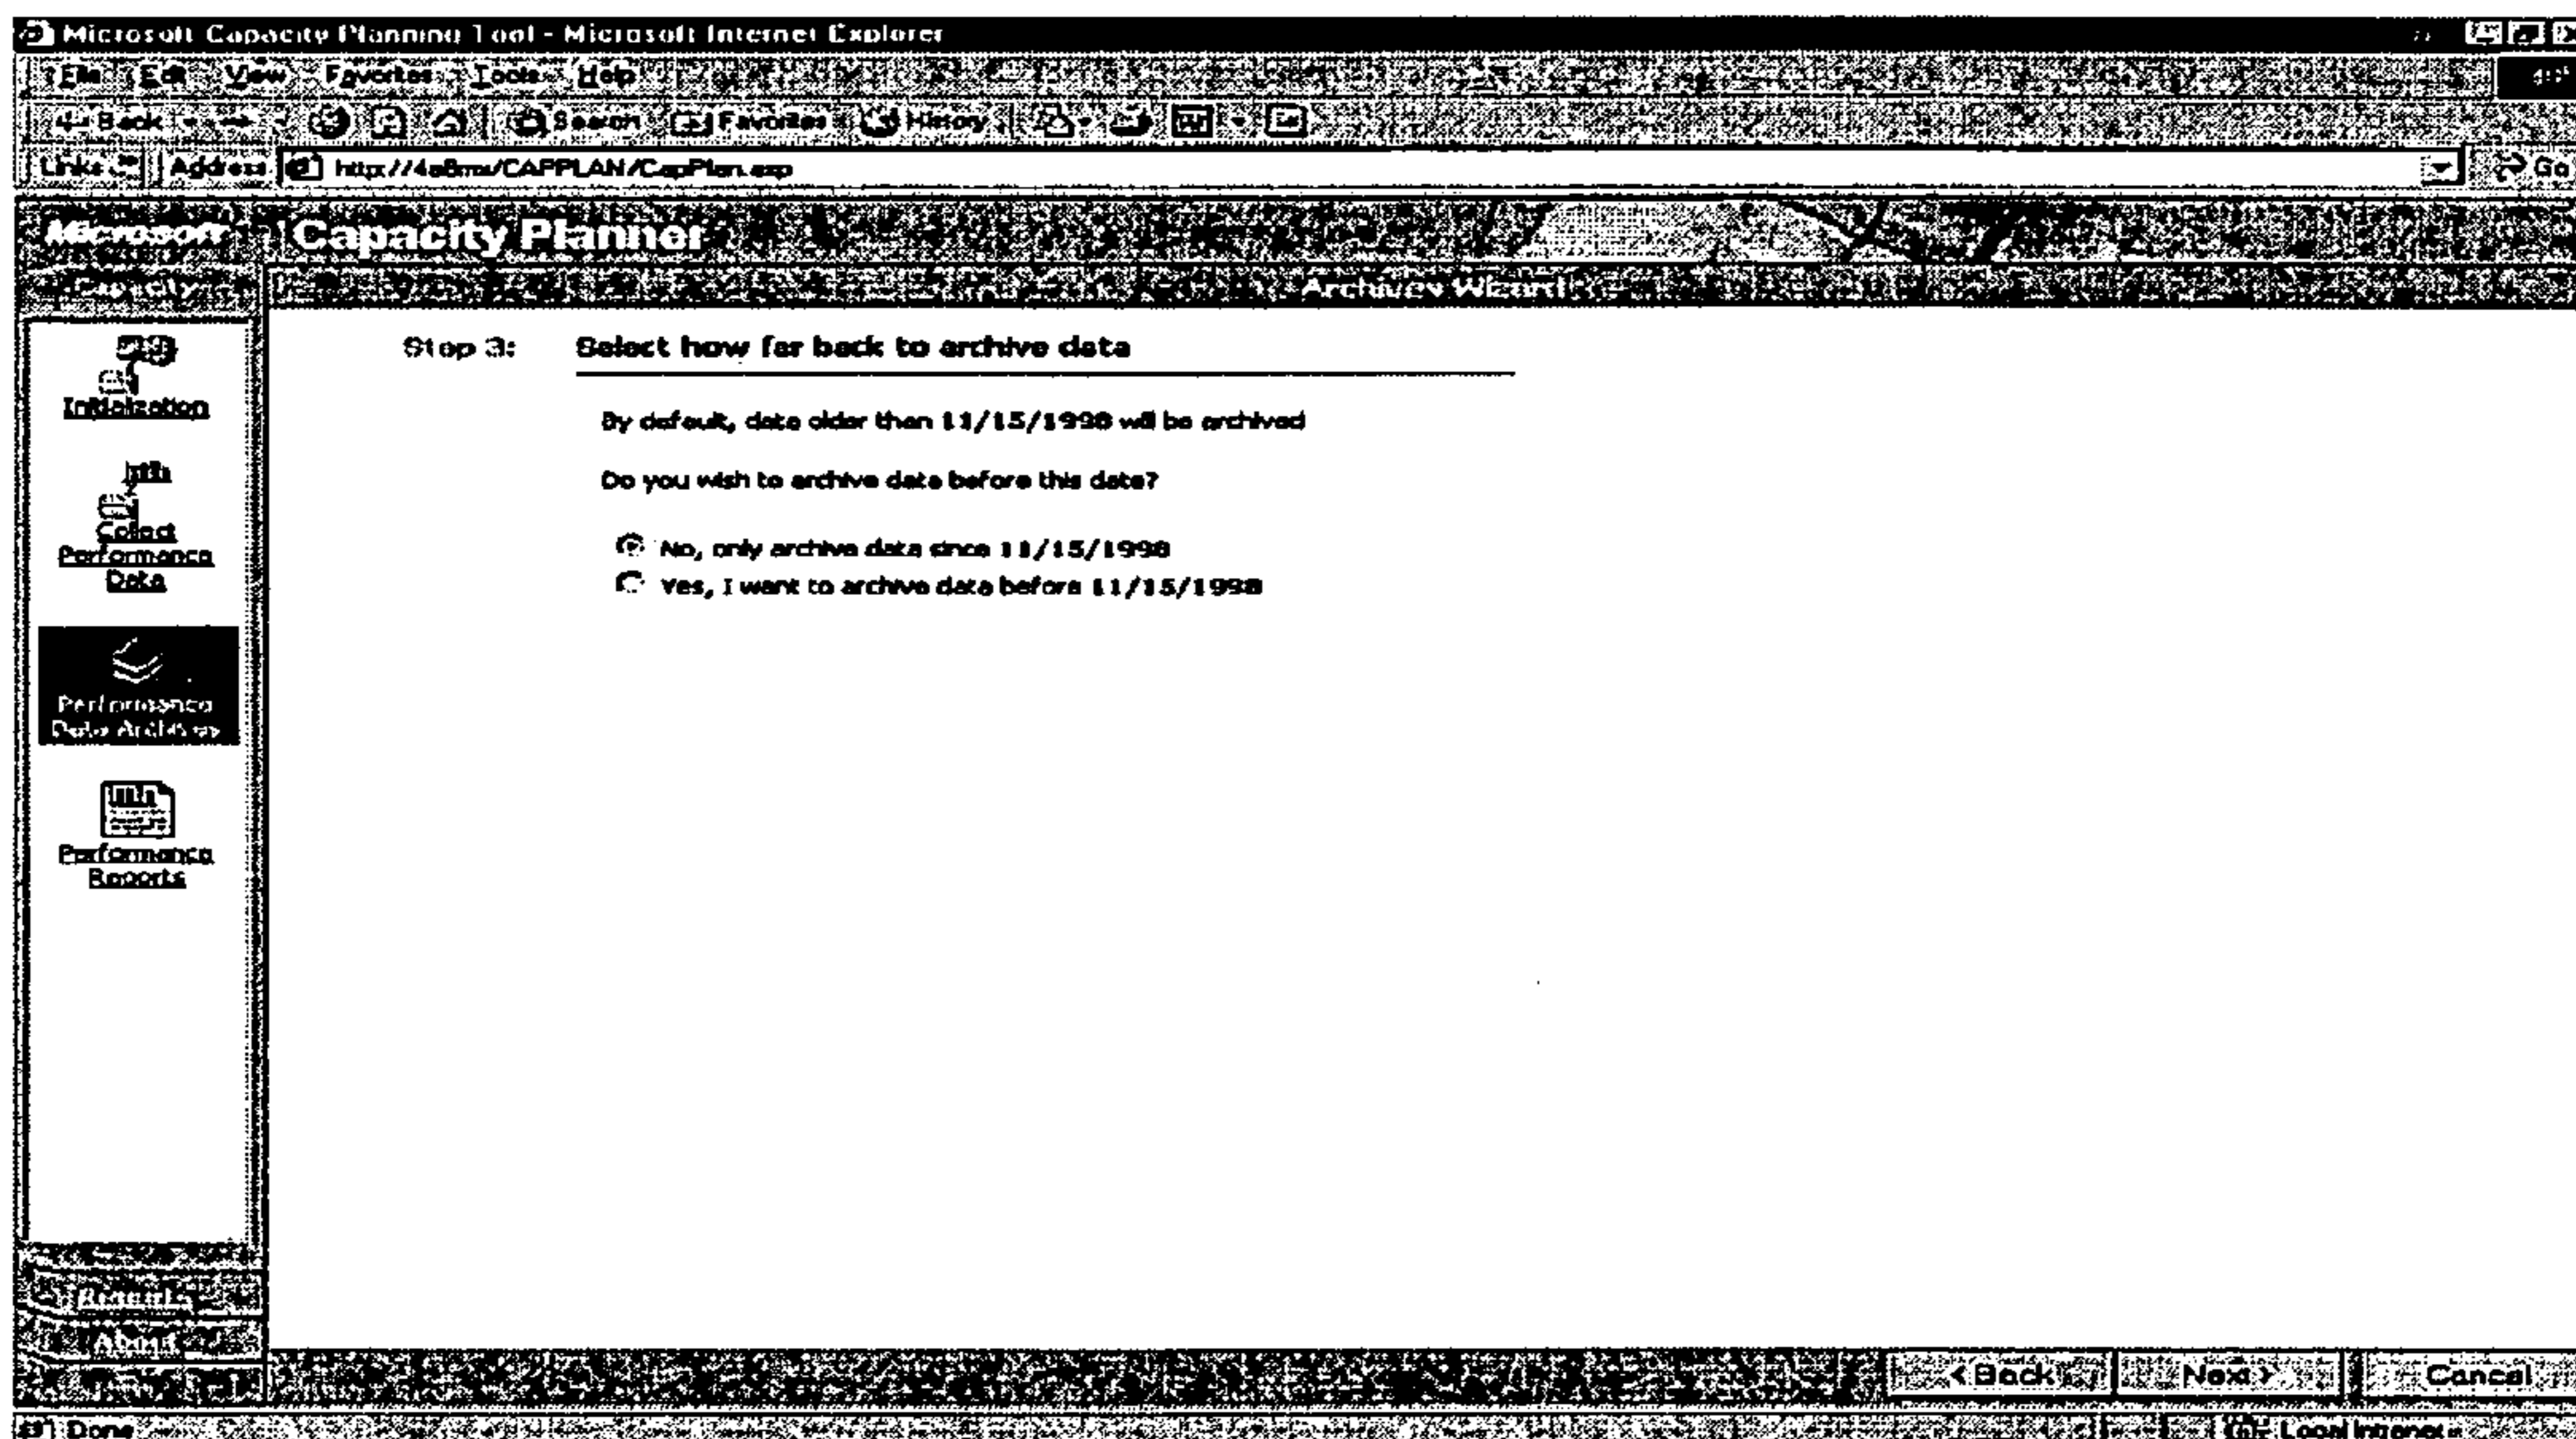 Microsoft Capacity Planning Tool - Microsoft Internet Explorer
File Edit View Favorites Tools Help
Back Search Favorites History
Links Address Go
Microsoft Capacity Planner
Capacity
Archives Wizard
Step 3: Select how far back to archive data
By default, data older than 11/15/1998 will be archived
Do you wish to archive data before this date?
No, only archive data since 11/15/1998
Yes, I want to archive data before 11/15/1998
Initialization
Collect
Performance
Data
Performance
Data Archives
Performance
Reports
Reports
About
< Back Next > Cancel
Done Local intranet